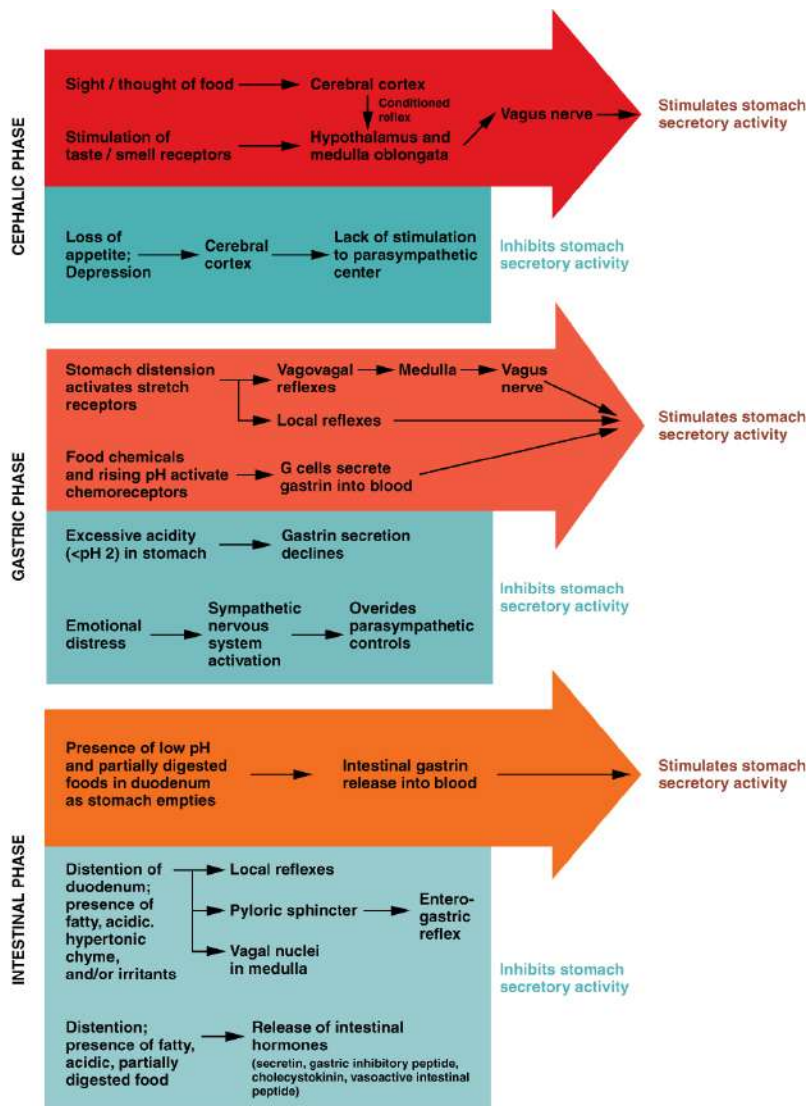 CEPHALIC PHASE
Sight / thought of food
Cerebral cortex
Conditioned
reflex
Stimulation of
taste / smell receptors
Hypothalamus and
medulla oblongata
Vagus nerve
Stimulates stomach
secretory activity
Loss of
appetite;
Depression
Cerebral
cortex
Lack of stimulation
to parasympathetic
center
Inhibits stomach
secretory activity
GASTRIC PHASE
Stomach distension
activates stretch
receptors
Vagovagal
reflexes
Medulla
Vagus
nerve
Local reflexes
Food chemicals
and rising pH activate
chemoreceptors
G cells secrete
gastrin into blood
Stimulates stomach
secretory activity
Excessive acidity
(<pH 2) in stomach
Gastrin secretion
declines
Emotional
distress
Sympathetic
nervous
system
activation
Overides
parasympathetic
controls
Inhibits stomach
secretory activity
INTESTINAL PHASE
Presence of low pH
and partially digested
foods in duodenum
as stomach empties
Intestinal gastrin
release into blood
Stimulates stomach
secretory activity
Distention of
duodenum;
presence of
fatty, acidic.
hypertonic
chyme,
and/or irritants
Local reflexes
Pyloric sphincter
Vagal nuclei
in medulla
Entero-
gastric
reflex
Inhibits stomach
secretory activity
Distention;
presence of fatty,
acidic, partially
digested food
Release of intestinal
hormones
(secretin, gastric inhibitory peptide,
cholecystokinin, vasoactive intestinal
peptide)